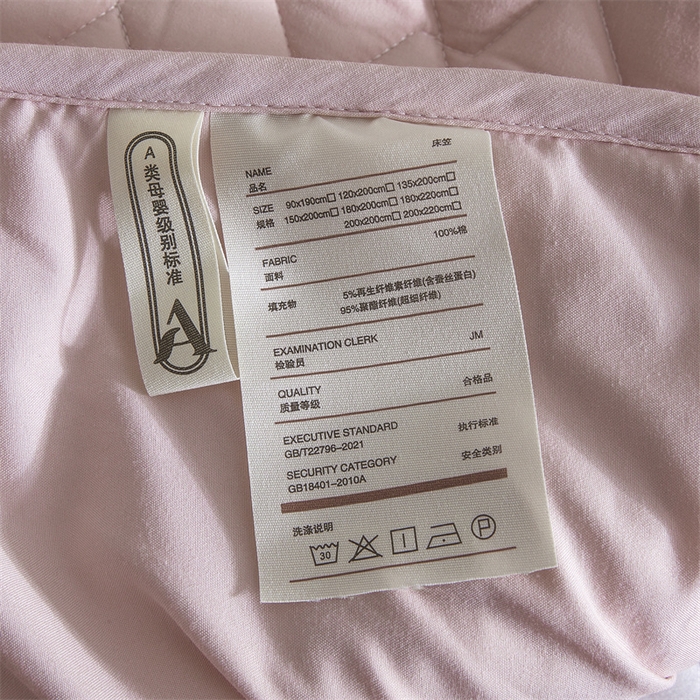 A类母婴级别标准
A
NAME 床笠
品名
SIZE 90x190cm□ 120x200cm□ 135x200cm□
规格 150x200cm□ 180x200cm□ 180x220cm□
200x200cm□ 200x220cm□
FABRIC 100%棉
面料
填充物 5%再生纤维素纤维(含蚕丝蛋白)
95%聚酯纤维(超细纤维)
EXAMINATION CLERK JM
检验员
QUALITY 合格品
质量等级
EXECUTIVE STANDARD 执行标准
GB/T22796-2021
SECURITY CATEGORY 安全类别
GB18401-2010A
洗涤说明
30 P